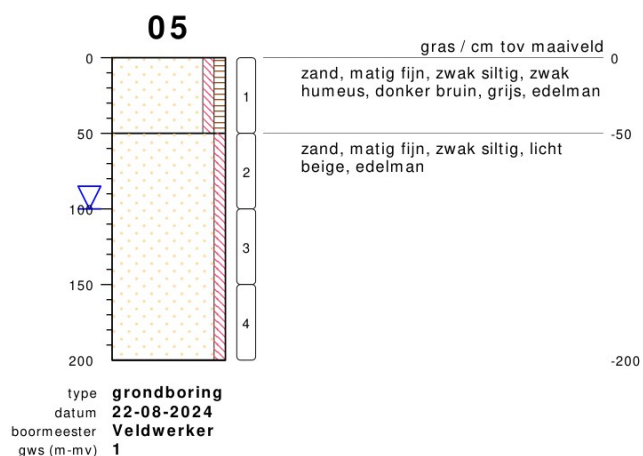 05
gras / cm tov maaiveld
0
0
zand, matig fijn, zwak siltig, zwak
humeus, donker bruin, grijs, edelman
1
50
-50
zand, matig fijn, zwak siltig, licht
beige, edelman
2
100
3
150
4
200
-200
type grondboring
datum 22-08-2024
boormeester Veldwerker
gws (m-mv) 1